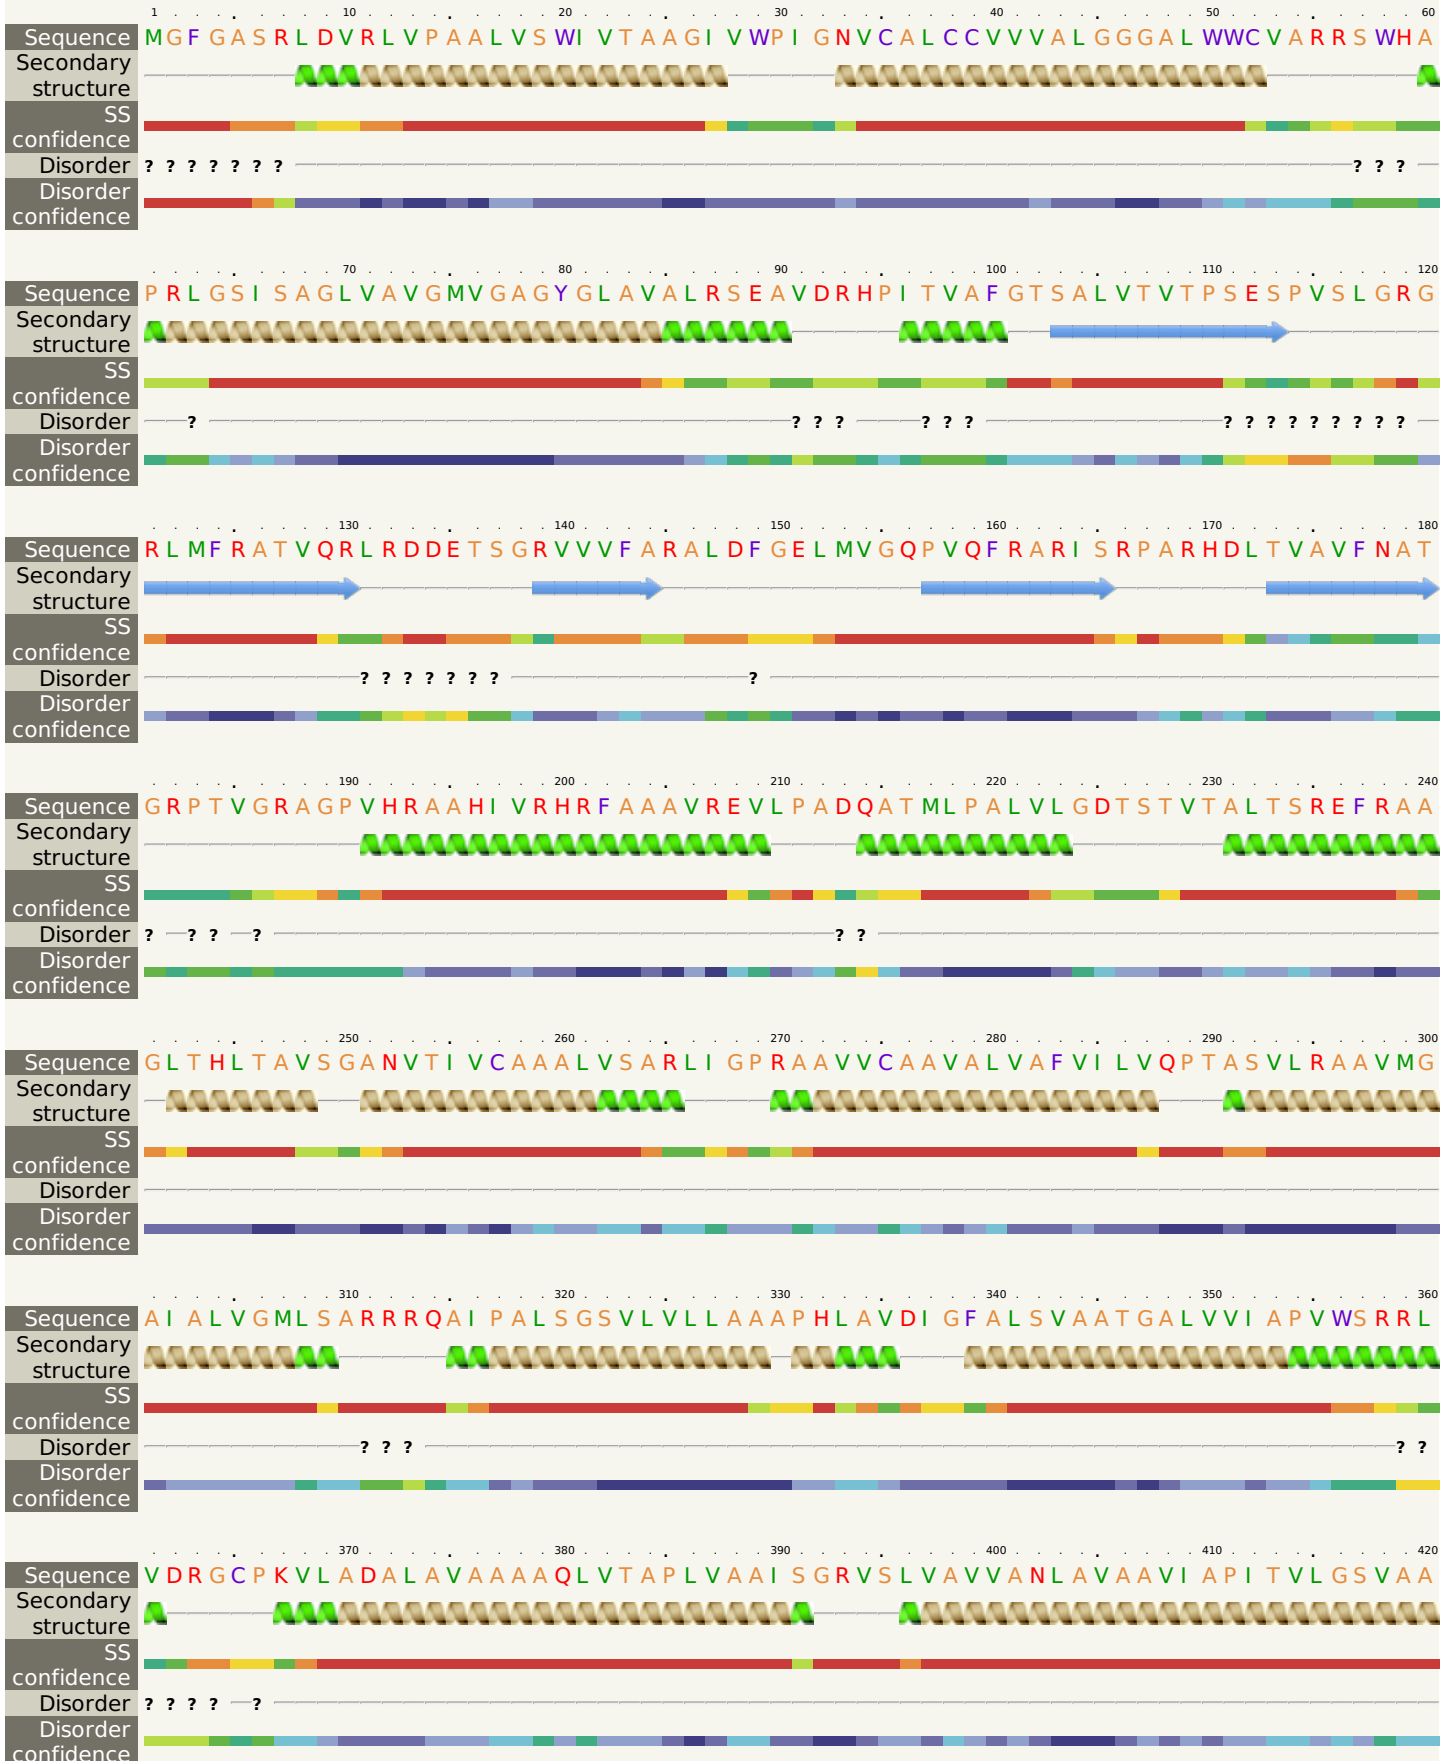 1 10 20 30 40 50 60
Sequence MGFGASRLDVRLVPAALVSWIVTAAGIVWPIGNVCALCCVVVALGGGALWWCVARRSWHA
Secondary
structure
SS
confidence
Disorder ? ? ? ? ? ? ? ? ? ?
Disorder
confidence
70 80 90 100 110 120
Sequence PRLGSISAGLVAVGMVGAGYGLAVALRSEAVDRHPITVAFGTSALVTVTPSESPVSLGRG
Secondary
structure
SS
confidence
Disorder ? ? ? ? ? ? ? ? ? ? ? ? ? ? ? ?
Disorder
confidence
130 140 150 160 170 180
Sequence RLMFRATVQRLRDDETSGRVVVFARALDFGELMVGQPVQFRARISRPARHDLTVAVFNAT
Secondary
structure
SS
confidence
Disorder ? ? ? ? ? ? ? ?
Disorder
confidence
190 200 210 220 230 240
Sequence GRPTVGRAGPVHRAAHIVRHRFAAAVREVLPADQATMLPALVLGDTSTVTALTSREFRAA
Secondary
structure
SS
confidence
Disorder ? ? ? ? ? ?
Disorder
confidence
250 260 270 280 290 300
Sequence GLTHLTAVSGANVTIVCAAALVSARLIGPRAAVVCAAVALVAFVILVQPTASVLRAAVMG
Secondary
structure
SS
confidence
Disorder
Disorder
confidence
310 320 330 340 350 360
Sequence AIALVGMLSARRRQAIPALSGSVLVLLAAAPHLAVDIGFALSVAATGALVVIAPVWSRRL
Secondary
structure
SS
confidence
Disorder ? ? ? ? ?
Disorder
confidence
370 380 390 400 410 420
Sequence VDRGCPKVLADALAVAAAAQLVTAPLVAAISGRVSLVAVVANLAVAAVIAPITVLGSVAA
Secondary
structure
SS
confidence
Disorder ? ? ? ? ?
Disorder
confidence